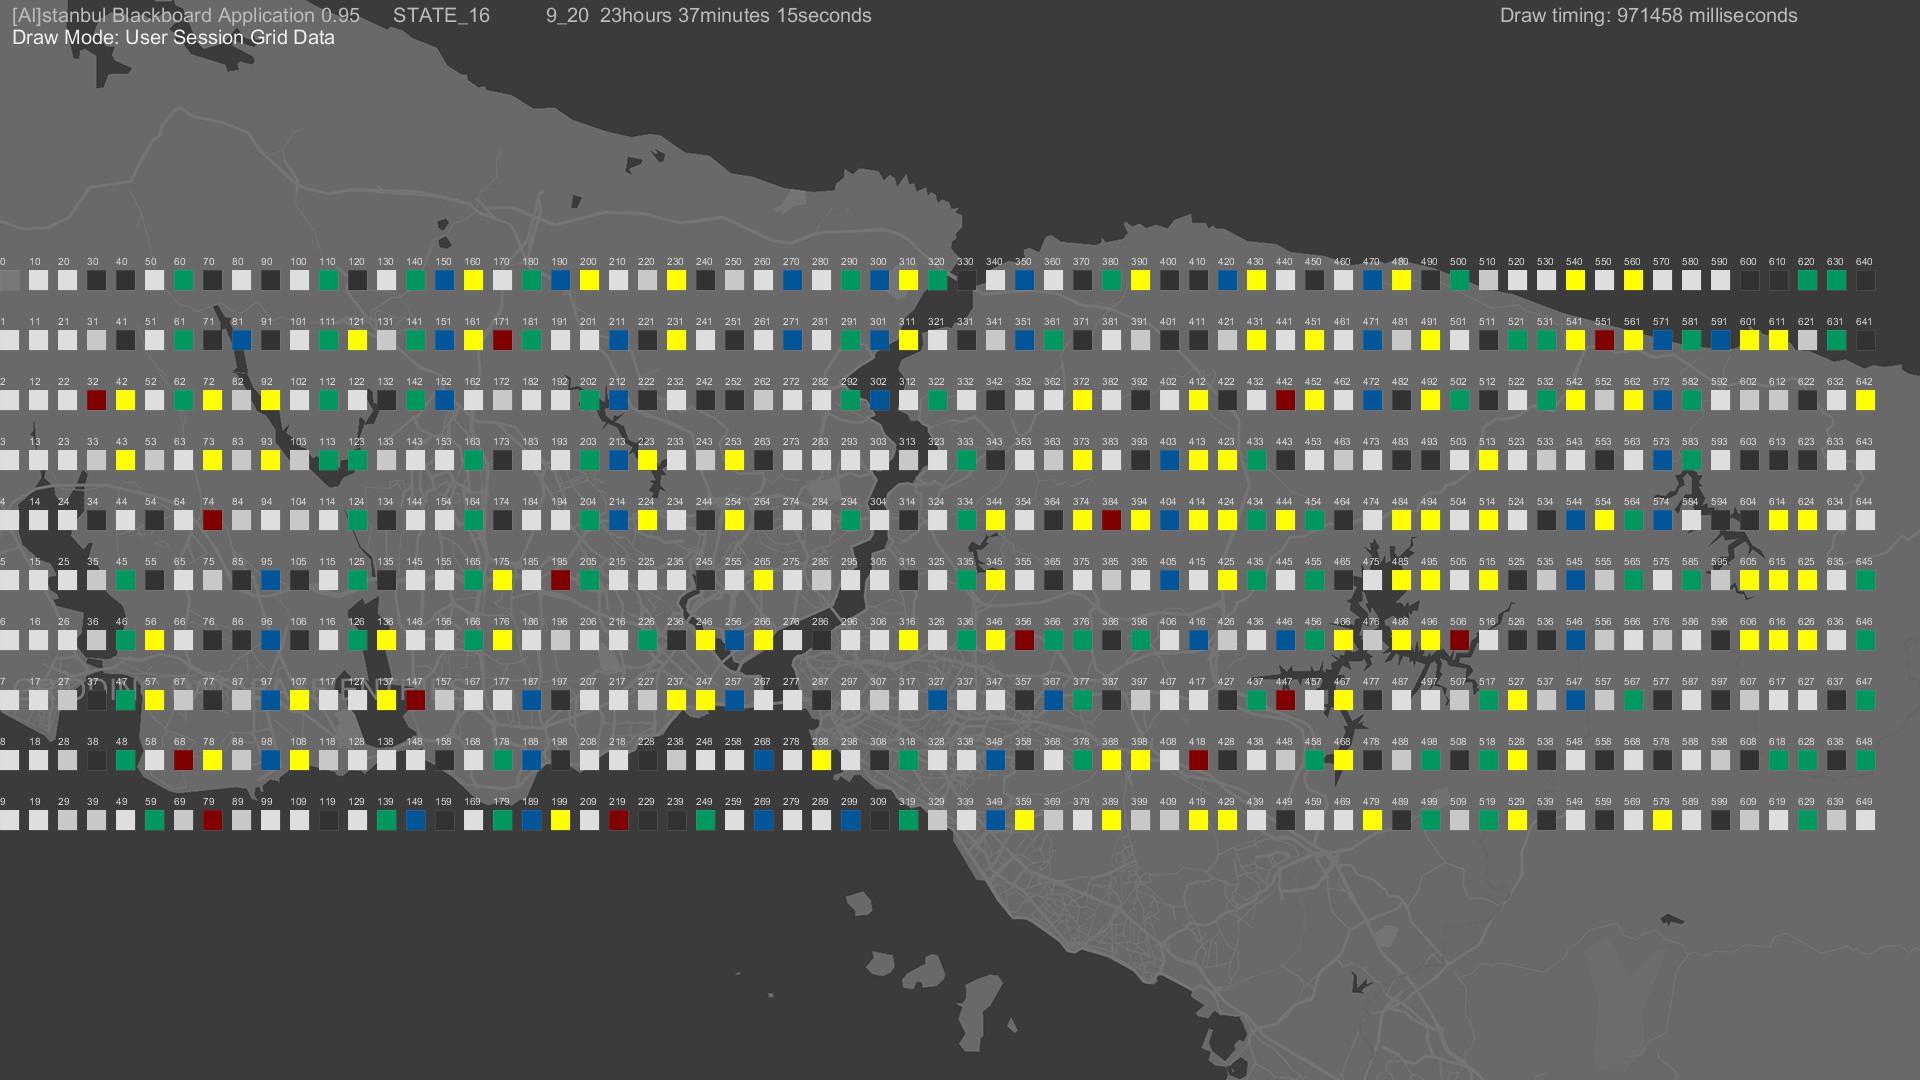 [AI]stanbul Blackboard Application 0.95 STATE_16 9_20 23hours 37minutes 15seconds Draw timing: 971458 milliseconds
Draw Mode: User Session Grid Data
0 10 20 30 40 50 60 70 80 90 100 110 120 130 140 150 160 170 180 190 200 210 220 230 240 250 260 270 280 290 300 310 320 330 340 350 360 370 380 390 400 410 420 430 440 450 460 470 480 490 500 510 520 530 540 550 560 570 580 590 600 610 620 630 640
1 11 21 31 41 51 61 71 81 91 101 111 121 131 141 151 161 171 181 191 201 211 221 231 241 251 261 271 281 291 301 311 321 331 341 351 361 371 381 391 401 411 421 431 441 451 461 471 481 491 501 511 521 531 541 551 561 571 581 591 601 611 621 631 641
2 12 22 32 42 52 62 72 82 92 102 112 122 132 142 152 162 172 182 192 202 212 222 232 242 252 262 272 282 292 302 312 322 332 342 352 362 372 382 392 402 412 422 432 442 452 462 472 482 492 502 512 522 532 542 552 562 572 582 592 602 612 622 632 642
3 13 23 33 43 53 63 73 83 93 103 113 123 133 143 153 163 173 183 193 203 213 223 233 243 253 263 273 283 293 303 313 323 333 343 353 363 373 383 393 403 413 423 433 443 453 463 473 483 493 503 513 523 533 543 553 563 573 583 593 603 613 623 633 643
4 14 24 34 44 54 64 74 84 94 104 114 124 134 144 154 164 174 184 194 204 214 224 234 244 254 264 274 284 294 304 314 324 334 344 354 364 374 384 394 404 414 424 434 444 454 464 474 484 494 504 514 524 534 544 554 564 574 584 594 604 614 624 634 644
5 15 25 35 45 55 65 75 85 95 105 115 125 135 145 155 165 175 185 195 205 215 225 235 245 255 265 275 285 295 305 315 325 335 345 355 365 375 385 395 405 415 425 435 445 455 465 475 485 495 505 515 525 535 545 555 565 575 585 595 605 615 625 635 645
6 16 26 36 46 56 66 76 86 96 106 116 126 136 146 156 166 176 186 196 206 216 226 236 246 256 266 276 286 296 306 316 326 336 346 356 366 376 386 396 406 416 426 436 446 456 466 476 486 496 506 516 526 536 546 556 566 576 586 596 606 616 626 636 646
7 17 27 37 47 57 67 77 87 97 107 117 127 137 147 157 167 177 187 197 207 217 227 237 247 257 267 277 287 297 307 317 327 337 347 357 367 377 387 397 407 417 427 437 447 457 467 477 487 497 507 517 527 537 547 557 567 577 587 597 607 617 627 637 647
8 18 28 38 48 58 68 78 88 98 108 118 128 138 148 158 168 178 188 198 208 218 228 238 248 258 268 278 288 298 308 318 328 338 348 358 368 378 388 398 408 418 428 438 448 458 468 478 488 498 508 518 528 538 548 558 568 578 588 598 608 618 628 638 648
9 19 29 39 49 59 69 79 89 99 109 119 129 139 149 159 169 179 189 199 209 219 229 239 249 259 269 279 289 299 309 319 329 339 349 359 369 379 389 399 409 419 429 439 449 459 469 479 489 499 509 519 529 539 549 559 569 579 589 599 609 619 629 639 649